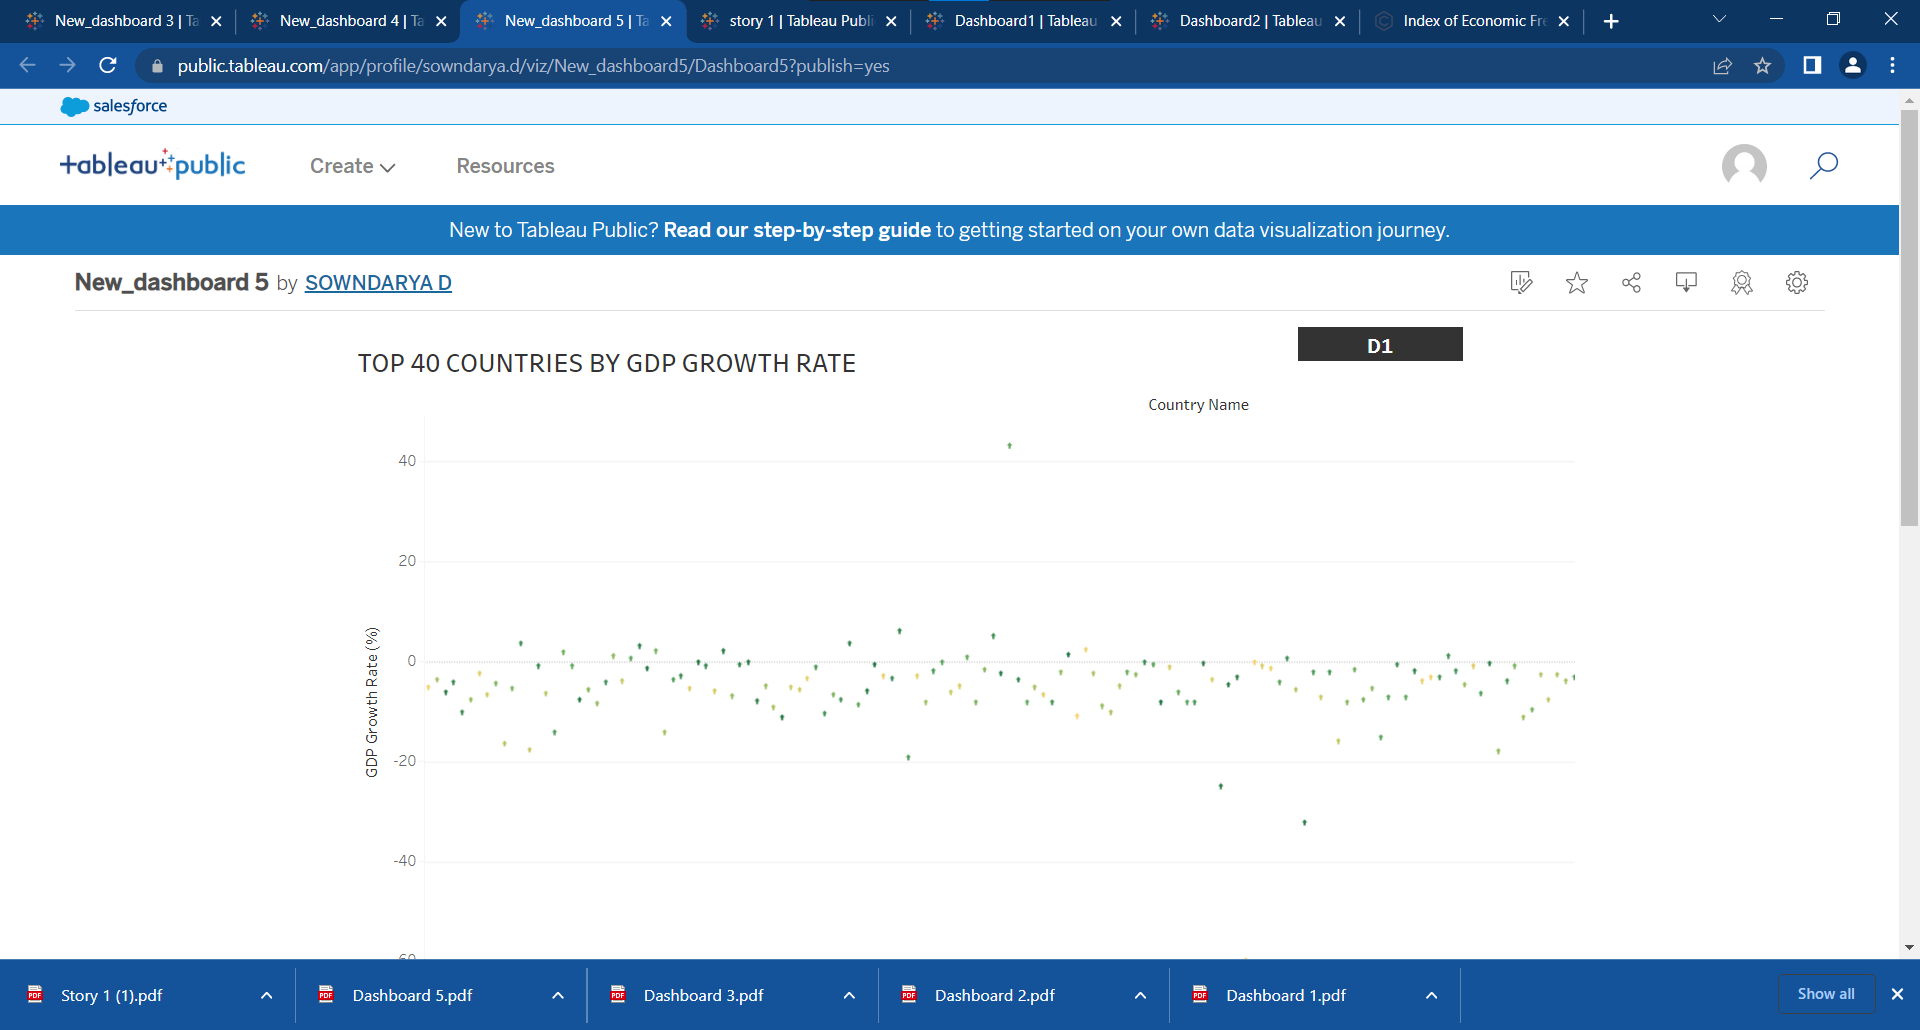 New_dashboard 3 | Ta
New_dashboard 4 | Ta
New_dashboard 5 | Ta
story 1 | Tableau Publi
Dashboard1 | Tableau
Dashboard2 | Tableau
Index of Economic Fre
public.tableau.com/app/profile/sowndarya.d/viz/New_dashboard5/Dashboard5?publish=yes
salesforce
+ableau public
Create
Resources
New to Tableau Public? Read our step-by-step guide to getting started on your own data visualization journey.
New_dashboard 5 by SOWNDARYA D
D1
TOP 40 COUNTRIES BY GDP GROWTH RATE
Country Name
40
20
0
-20
-40
-60
GDP Growth Rate (%)
Story 1 (1).pdf
Dashboard 5.pdf
Dashboard 3.pdf
Dashboard 2.pdf
Dashboard 1.pdf
Show all